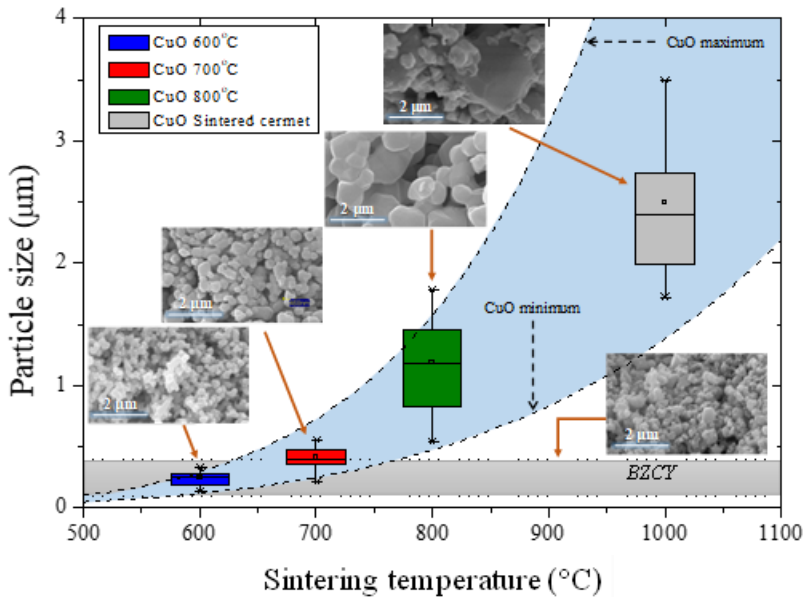 4
3
2
1
0
Particle size (μm)
CuO 600°C
CuO 700°C
CuO 800°C
CuO Sintered cermet
2 μm
CuO maximum
2 μm
2 μm
CuO minimum
2 μm
2 μm
BZCY
500 600 700 800 900 1000 1100
Sintering temperature (°C)